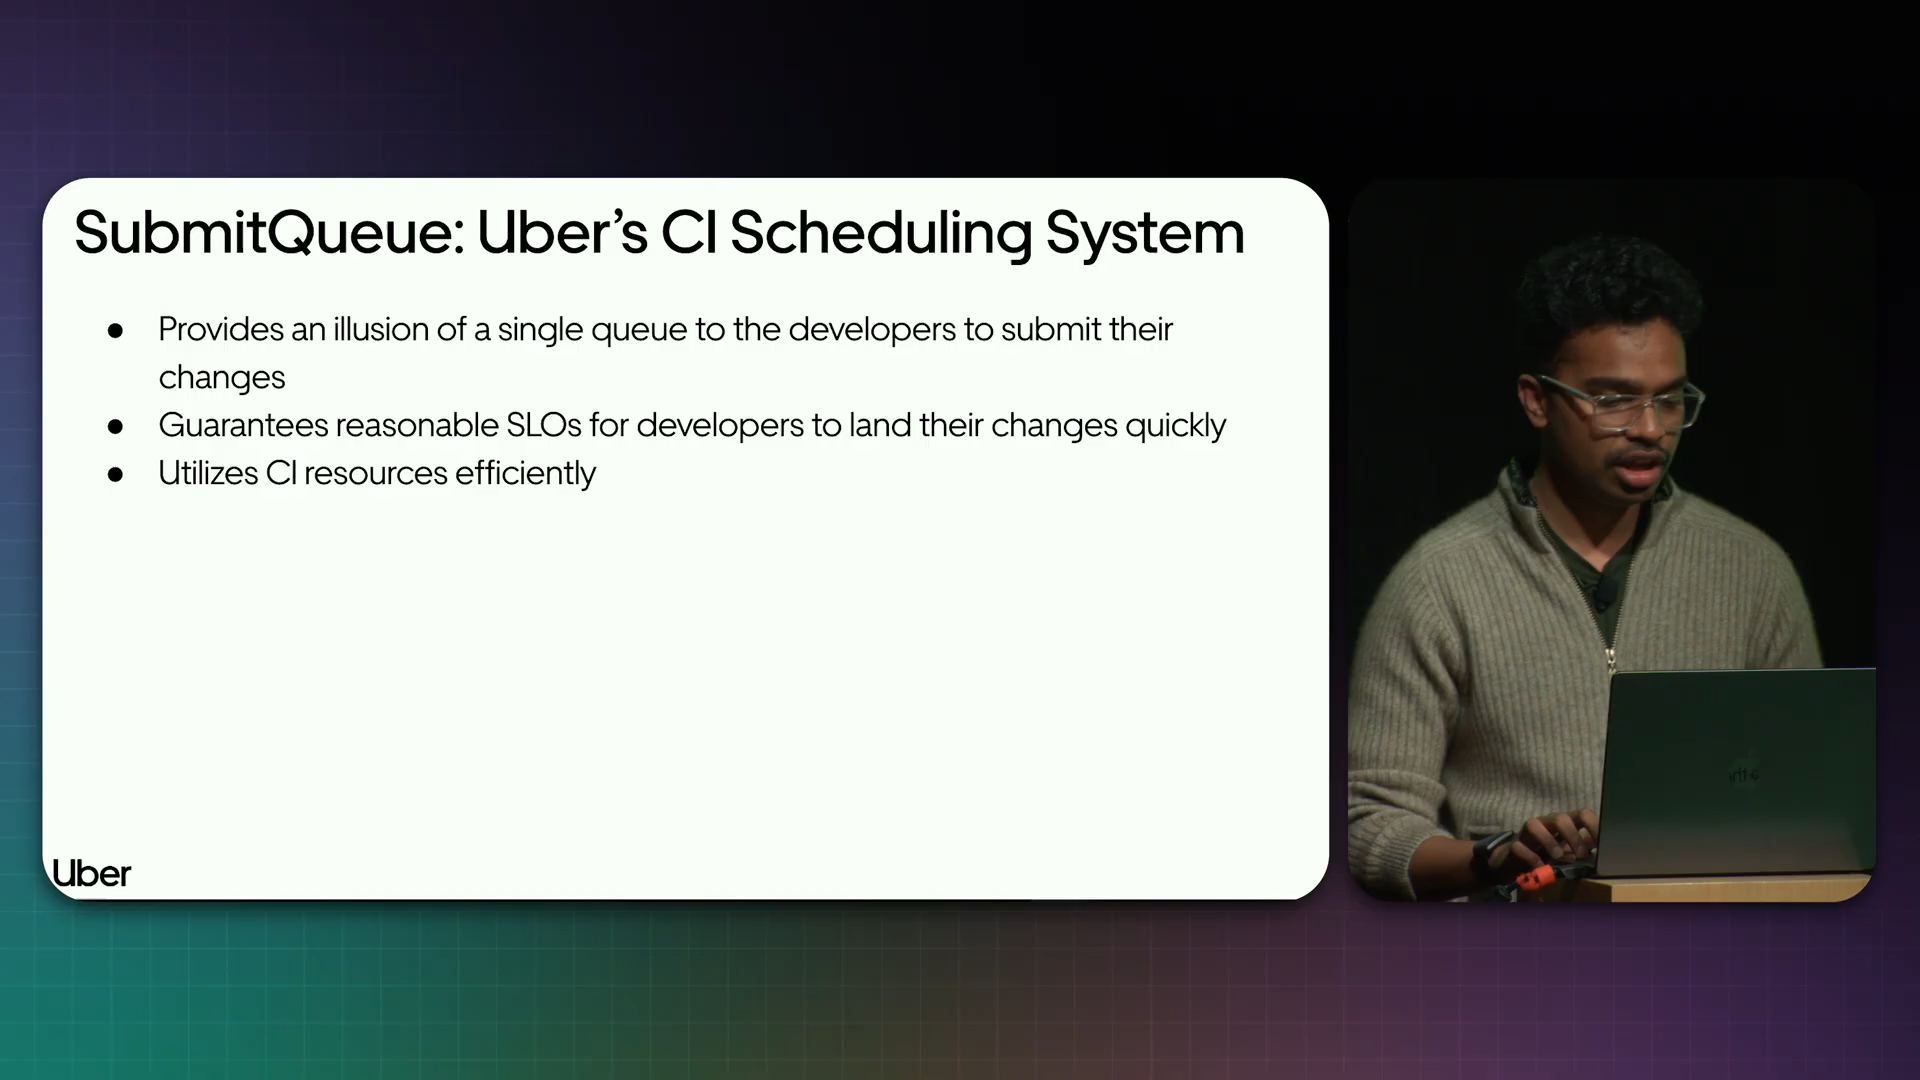 SubmitQueue: Uber’s CI Scheduling System
● Provides an illusion of a single queue to the developers to submit their
changes
● Guarantees reasonable SLOs for developers to land their changes quickly
● Utilizes CI resources efficiently
Uber